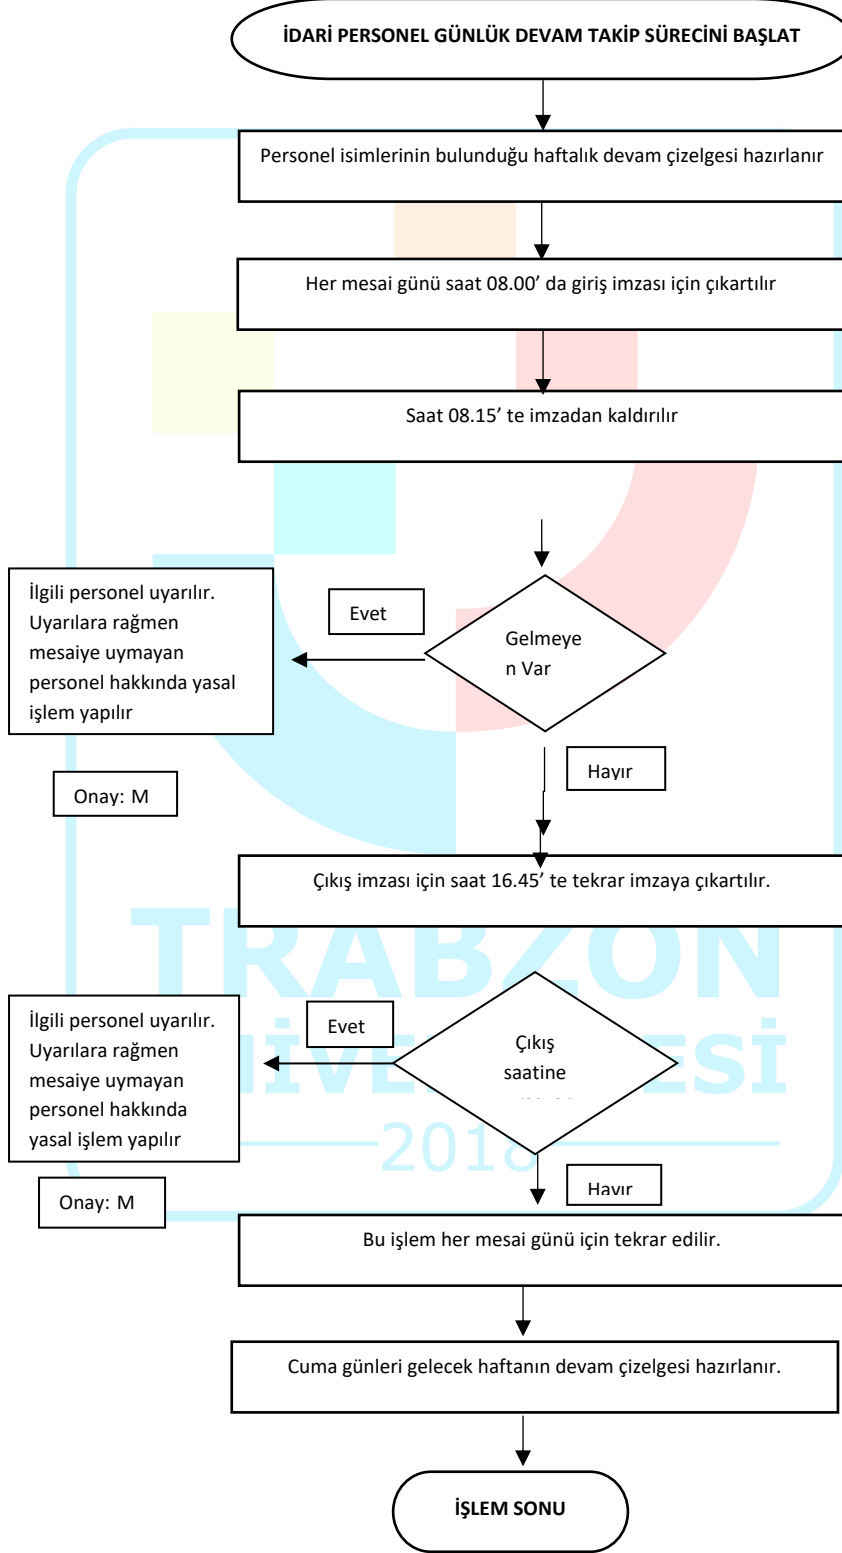 İDARİ PERSONEL GÜNLÜK DEVAM TAKİP SÜRECİNİ BAŞLAT
Personel isimlerinin bulunduğu haftalık devam çizelgesi hazırlanır
Her mesai günü saat 08.00’ da giriş imzası için çıkartılır
Saat 08.15’ te imzadan kaldırılır
İlgili personel uyarılır.
Uyarılara rağmen
mesaiye uymayan
personel hakkında yasal
işlem yapılır
Evet
Gelmeye
n Var
Hayır
Onay: M
Çıkış imzası için saat 16.45’ te tekrar imzaya çıkartılır.
TRABZON
İlgili personel uyarılır.
Uyarılara rağmen
mesaiye uymayan
personel hakkında
yasal işlem yapılır
Evet
Çıkış
saatine
2018
Hayır
Onay: M
Bu işlem her mesai günü için tekrar edilir.
Cuma günleri gelecek haftanın devam çizelgesi hazırlanır.
İŞLEM SONU